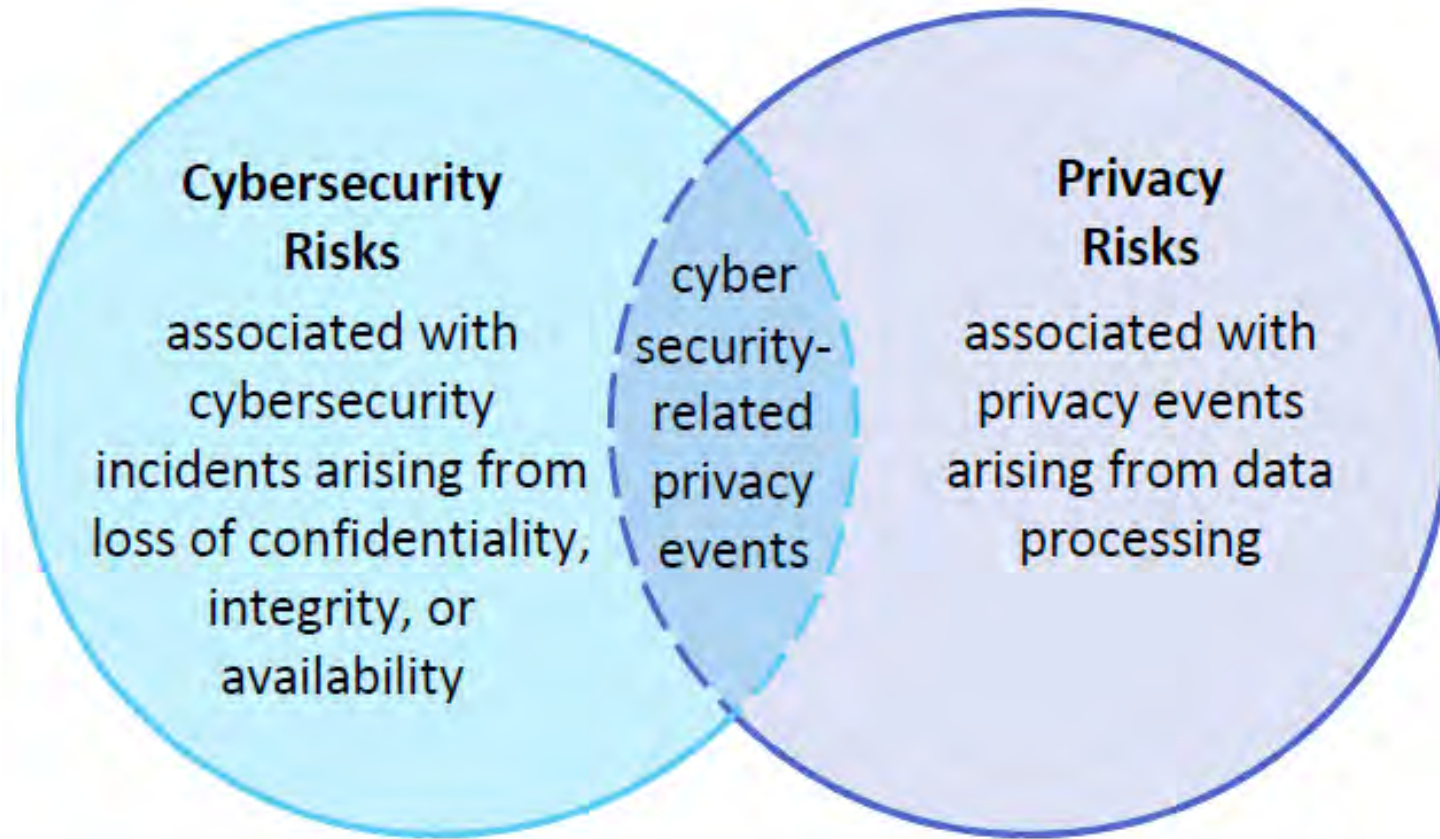 Cybersecurity
Risks
associated with
cybersecurity
incidents arising from
loss of confidentiality,
integrity, or
availability
cyber
security-
related
privacy
events
Privacy
Risks
associated with
privacy events
arising from data
processing